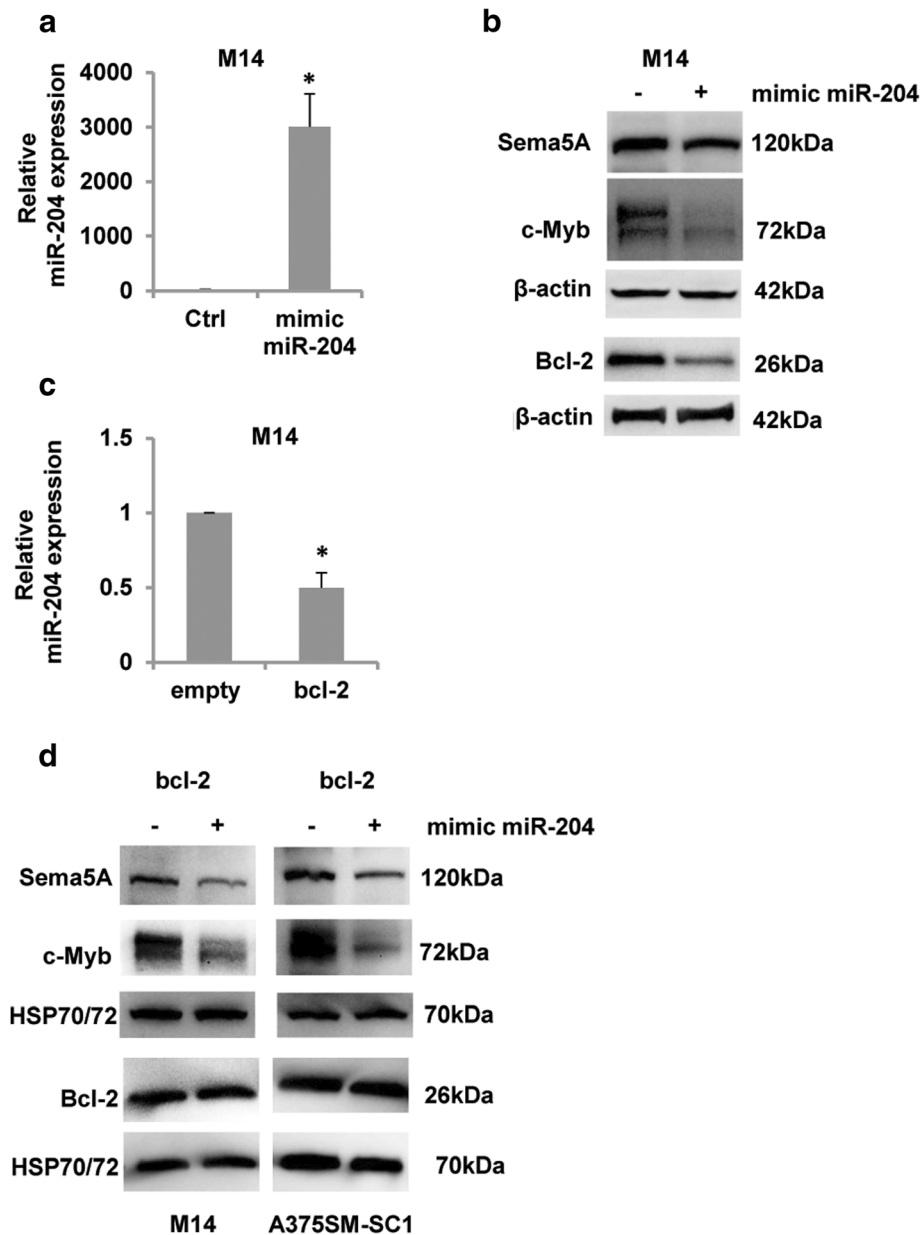 a
M14
*
Relative
miR-204 expression
4000
3000
2000
1000
0
Ctrl
mimic
miR-204
b
M14
- + mimic miR-204
Sema5A 120kDa
c-Myb 72kDa
β-actin 42kDa
Bcl-2 26kDa
β-actin 42kDa
c
M14
*
Relative
miR-204 expression
1.5
1
0.5
0
empty bcl-2
d
bcl-2 bcl-2
- + - + mimic miR-204
Sema5A 120kDa
c-Myb 72kDa
HSP70/72 70kDa
Bcl-2 26kDa
HSP70/72 70kDa
M14 A375SM-SC1